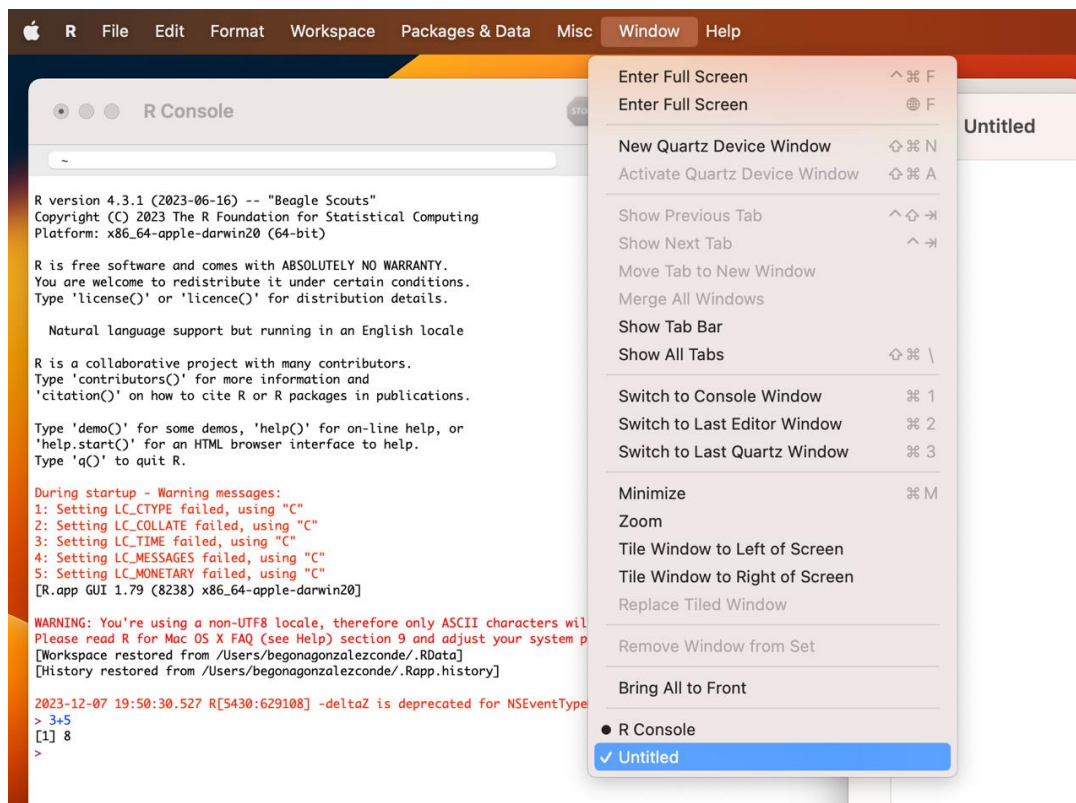 R File Edit Format Workspace Packages & Data Misc Window Help
R Console
~
R version 4.3.1 (2023-06-16) -- "Beagle Scouts"
Copyright (C) 2023 The R Foundation for Statistical Computing
Platform: x86_64-apple-darwin20 (64-bit)
R is free software and comes with ABSOLUTELY NO WARRANTY.
You are welcome to redistribute it under certain conditions.
Type 'license()' or 'licence()' for distribution details.
Natural language support but running in an English locale
R is a collaborative project with many contributors.
Type 'contributors()' for more information and
'citation()' on how to cite R or R packages in publications.
Type 'demo()' for some demos, 'help()' for on-line help, or
'help.start()' for an HTML browser interface to help.
Type 'q()' to quit R.
During startup - Warning messages:
1: Setting LC_CTYPE failed, using "C"
2: Setting LC_COLLATE failed, using "C"
3: Setting LC_TIME failed, using "C"
4: Setting LC_MESSAGES failed, using "C"
5: Setting LC_MONETARY failed, using "C"
[R.app GUI 1.79 (8238) x86_64-apple-darwin20]
WARNING: You're using a non-UTF8 locale, therefore only ASCII characters wil
Please read R for Mac OS X FAQ (see Help) section 9 and adjust your system p
[Workspace restored from /Users/begonagonzalezconde/.RData]
[History restored from /Users/begonagonzalezconde/.Rapp.history]
2023-12-07 19:50:30.527 R[5430:629108] -deltaZ is deprecated for NSEventType
> 3+5
[1] 8
>
Enter Full Screen ^⌘ F
Enter Full Screen 🌐 F
New Quartz Device Window ⇧⌘ N
Activate Quartz Device Window ⇧⌘ A
Show Previous Tab ^⇧⇥
Show Next Tab ^⇥
Move Tab to New Window
Merge All Windows
Show Tab Bar
Show All Tabs ⇧⌘ \
Switch to Console Window ⌘ 1
Switch to Last Editor Window ⌘ 2
Switch to Last Quartz Window ⌘ 3
Minimize ⌘ M
Zoom
Tile Window to Left of Screen
Tile Window to Right of Screen
Replace Tiled Window
Remove Window from Set
Bring All to Front
R Console
Untitled
Untitled